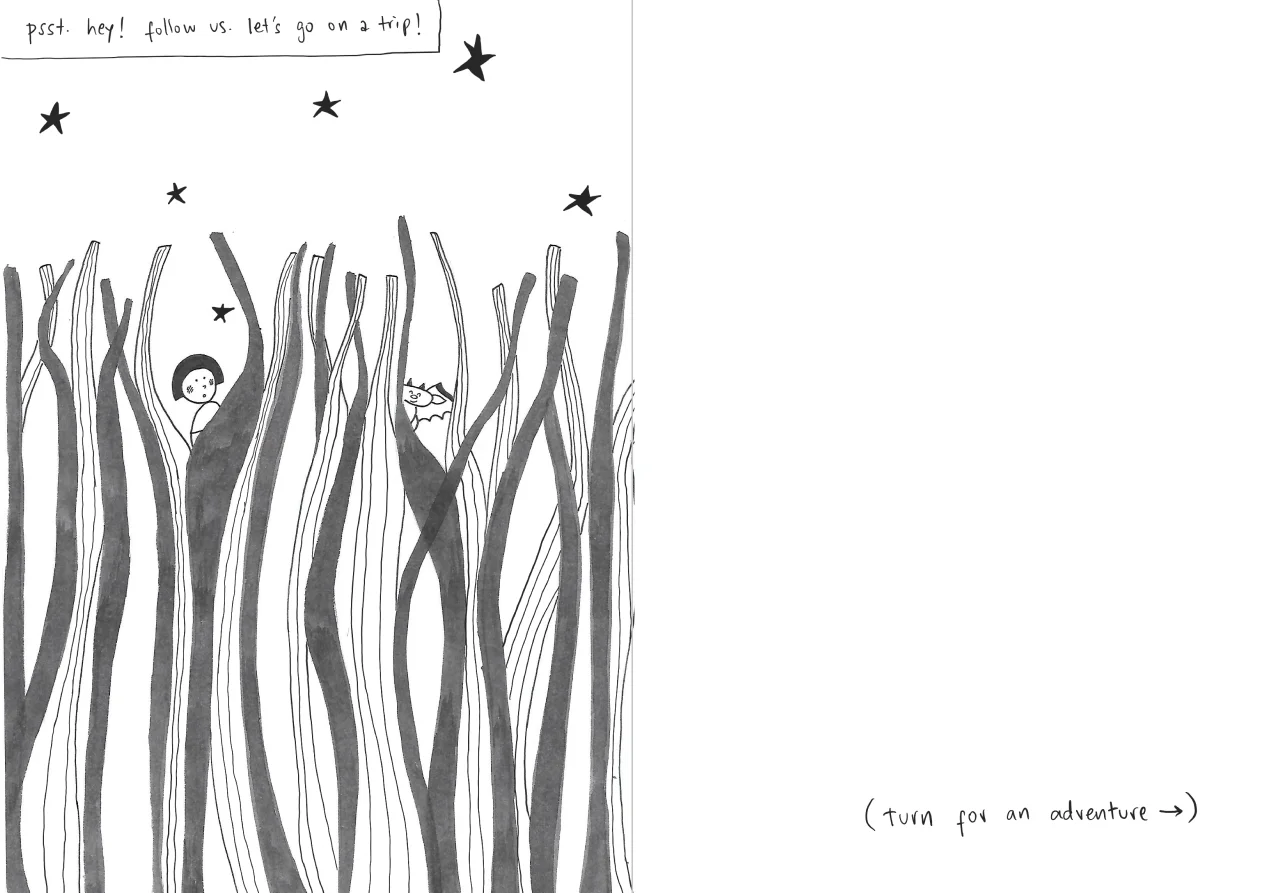 psst. hey! follow us. let's go on a trip!
(turn for an adventure →)